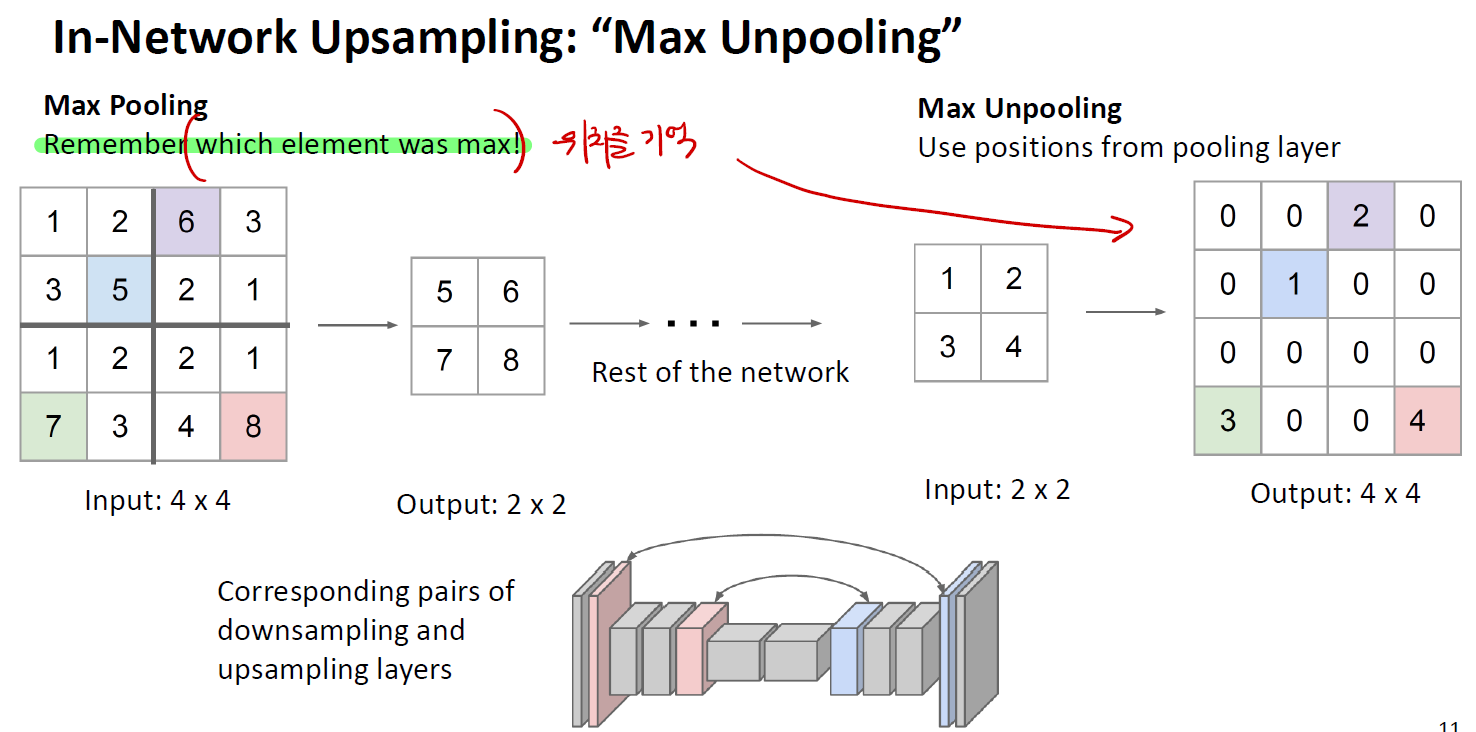 In-Network Upsampling: “Max Unpooling”
Max Pooling
Remember which element was max!
위치를 기억
Max Unpooling
Use positions from pooling layer
1 2 6 3
3 5 2 1
1 2 2 1
7 3 4 8
Input: 4 x 4
5 6
7 8
Output: 2 x 2
...
Rest of the network
1 2
3 4
Input: 2 x 2
0 0 2 0
0 1 0 0
0 0 0 0
3 0 0 4
Output: 4 x 4
Corresponding pairs of
downsampling and
upsampling layers
11